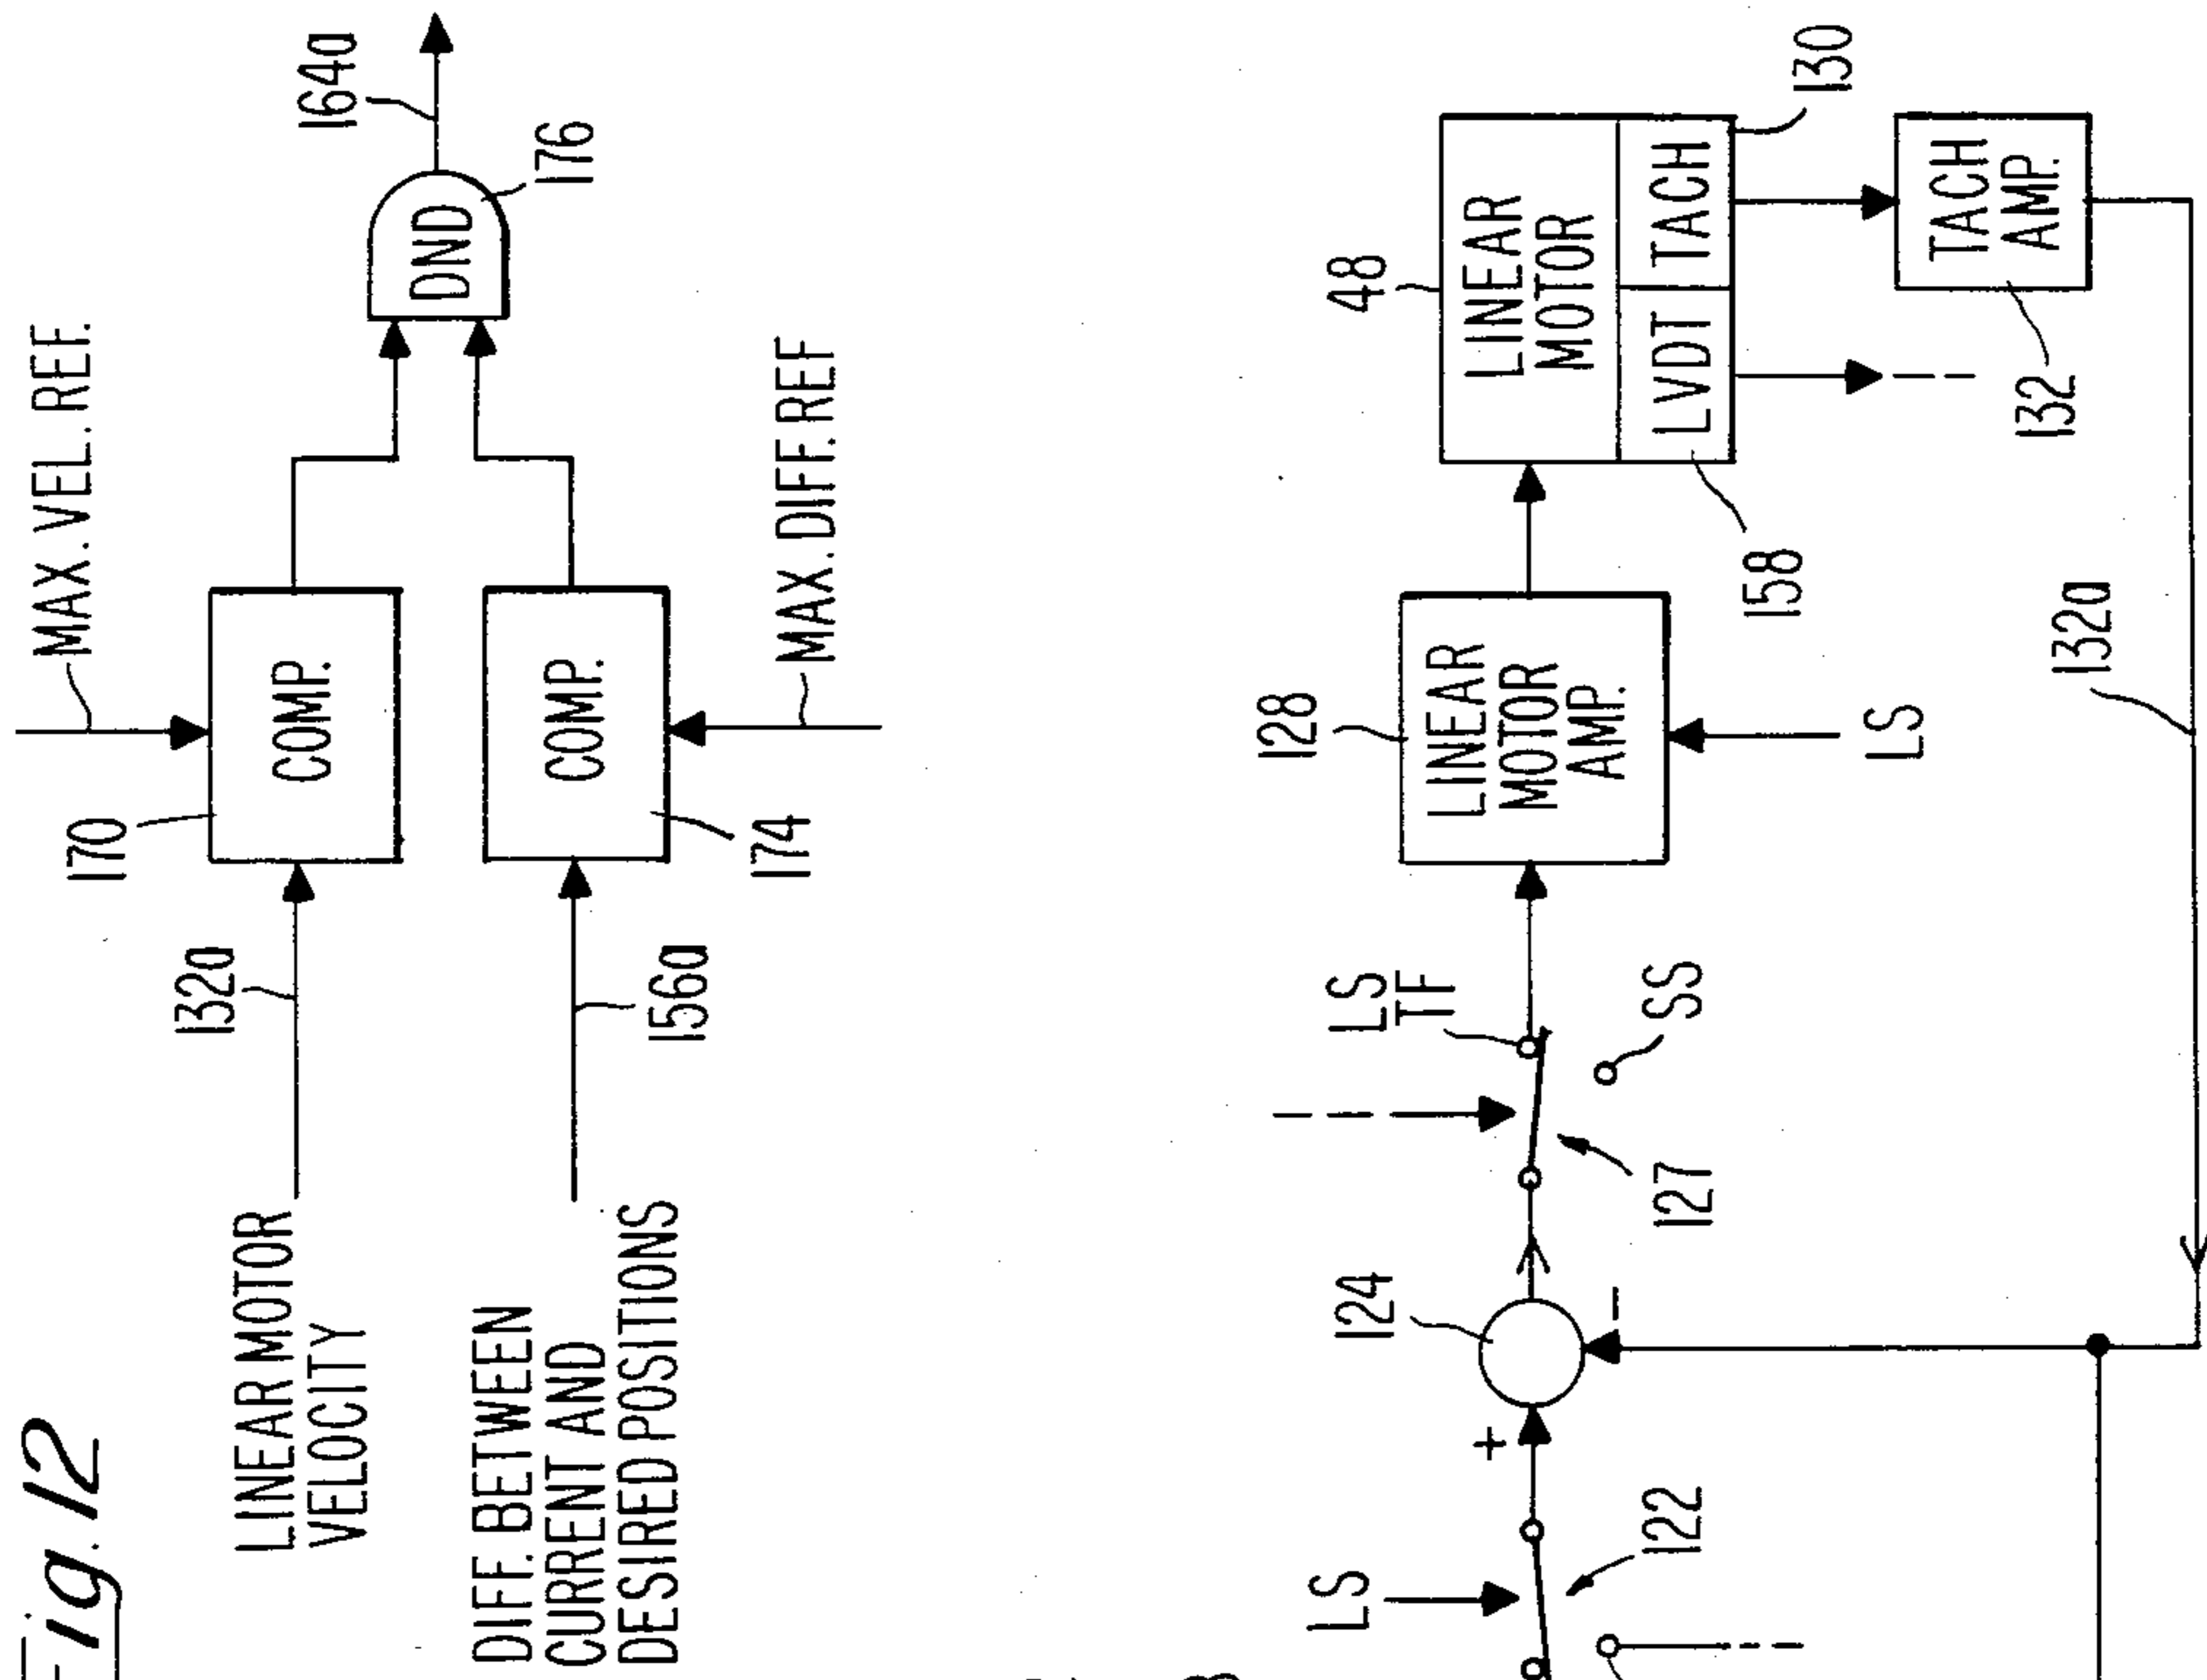 Fig. 12
MAX. VEL. REF.
170
COMP.
132a
LINEAR MOTOR
VELOCITY
164a
DND
176
DIFF. BETWEEN
CURRENT AND
DESIRED POSITIONS
156a
COMP.
174
MAX. DIFF. REF
LS
122
+
124
−
LS
TF
127
SS
128
LINEAR
MOTOR
AMP.
LS
48
LINEAR
MOTOR
LVDT
TACH
158
130
TACH
AMP.
132
132a